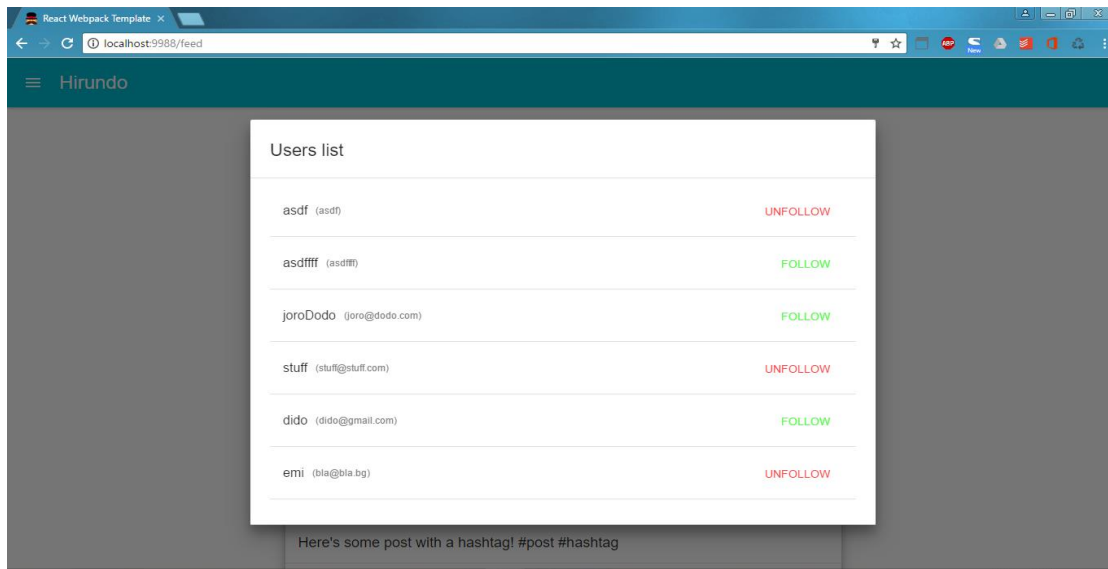 React Webpack Template
localhost:9988/feed
ABP
New
Hirundo
Users list
asdf (asdf)
UNFOLLOW
asdffff (asdffff)
FOLLOW
joroDodo (joro@dodo.com)
FOLLOW
stuff (stuff@stuff.com)
UNFOLLOW
dido (dido@gmail.com)
FOLLOW
emi (bla@bla.bg)
UNFOLLOW
Here's some post with a hashtag! #post #hashtag